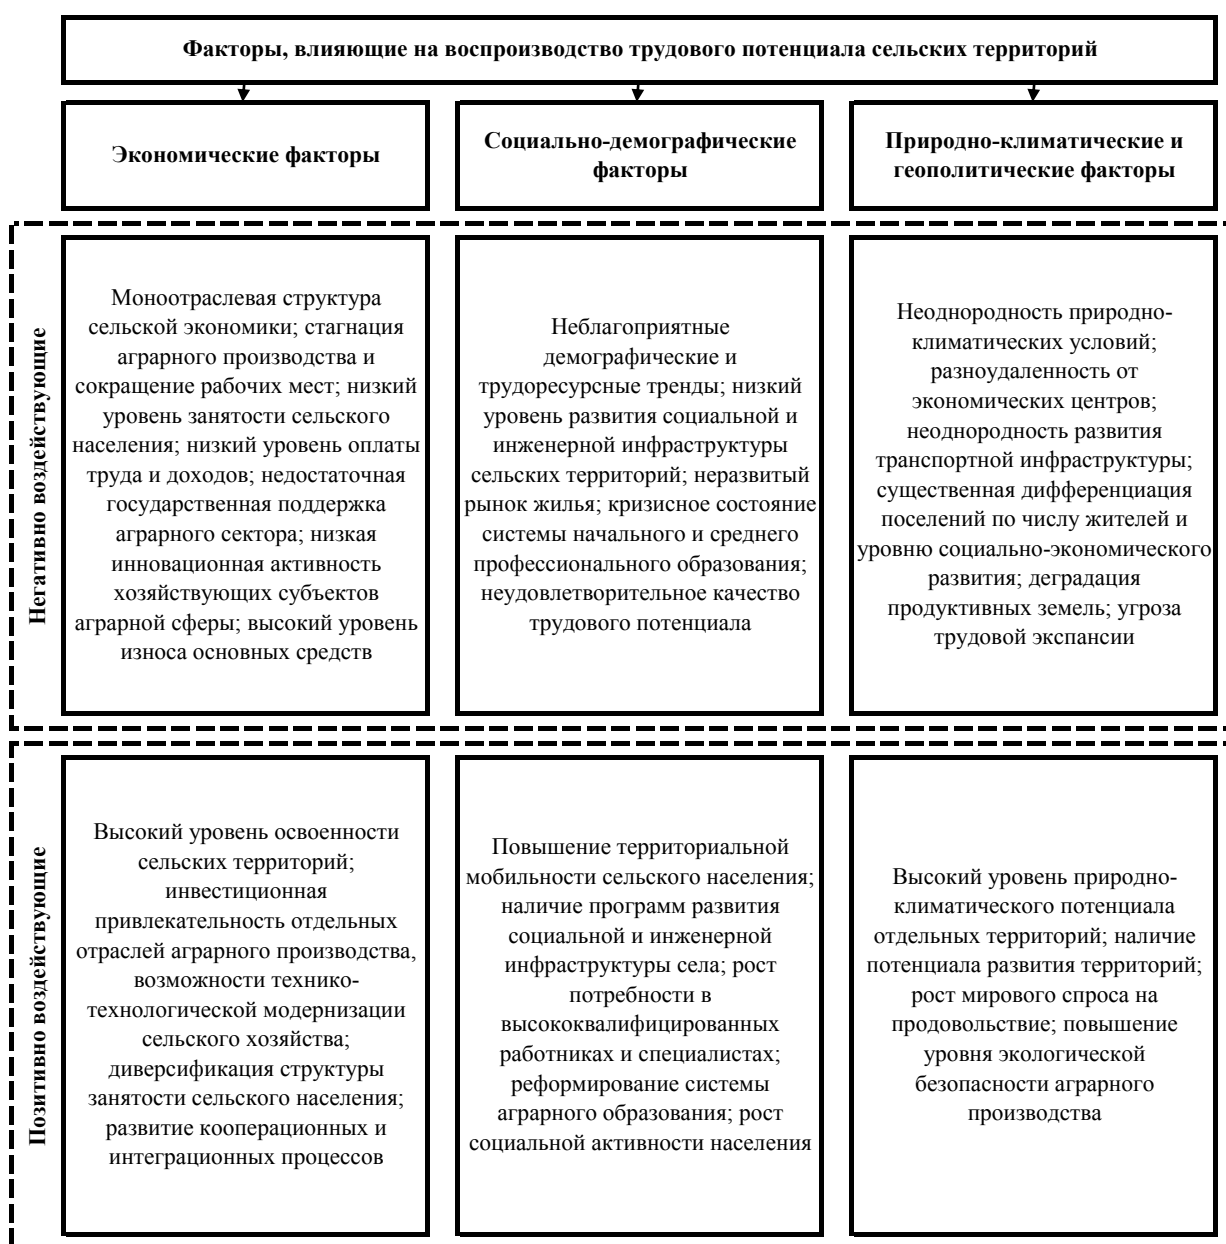 Факторы, влияющие на воспроизводство трудового потенциала сельских территорий
Экономические факторы
Социально-демографические
факторы
Природно-климатические и
геополитические факторы
Негативно воздействующие
Моноотраслевая структура
сельской экономики; стагнация
аграрного производства и
сокращение рабочих мест; низкий
уровень занятости сельского
населения; низкий уровень оплаты
труда и доходов; недостаточная
государственная поддержка
аграрного сектора; низкая
инновационная активность
хозяйствующих субъектов
аграрной сферы; высокий уровень
износа основных средств
Неблагоприятные
демографические и
трудоресурсные тренды; низкий
уровень развития социальной и
инженерной инфраструктуры
сельских территорий; неразвитый
рынок жилья; кризисное состояние
системы начального и среднего
профессионального образования;
неудовлетворительное качество
трудового потенциала
Неоднородность природно-
климатических условий;
разноудаленность от
экономических центров;
неоднородность развития
транспортной инфраструктуры;
существенная дифференциация
поселений по числу жителей и
уровню социально-экономического
развития; деградация
продуктивных земель; угроза
трудовой экспансии
Позитивно воздействующие
Высокий уровень освоенности
сельских территорий;
инвестиционная
привлекательность отдельных
отраслей аграрного производства,
возможности технико-
технологической модернизации
сельского хозяйства;
диверсификация структуры
занятости сельского населения;
развитие кооперационных и
интеграционных процессов
Повышение территориальной
мобильности сельского населения;
наличие программ развития
социальной и инженерной
инфраструктуры села; рост
потребности в
высококвалифицированных
работниках и специалистах;
реформирование системы
аграрного образования; рост
социальной активности населения
Высокий уровень природно-
климатического потенциала
отдельных территорий; наличие
потенциала развития территорий;
рост мирового спроса на
продовольствие; повышение
уровня экологической
безопасности аграрного
производства